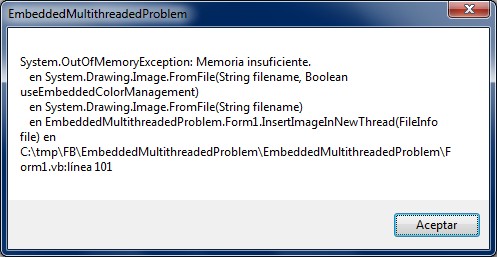 EmbeddedMultithreadedProblem
System.OutOfMemoryException: Memoria insuficiente.
en System.Drawing.Image.FromFile(String filename, Boolean
useEmbeddedColorManagement)
en System.Drawing.Image.FromFile(String filename)
en EmbeddedMultithreadedProblem.Form1.InsertImageInNewThread(FileInfo
file) en
C:\tmp\FB\EmbeddedMultithreadedProblem\EmbeddedMultithreadedProblem\F
orm1.vb:línea 101
Aceptar